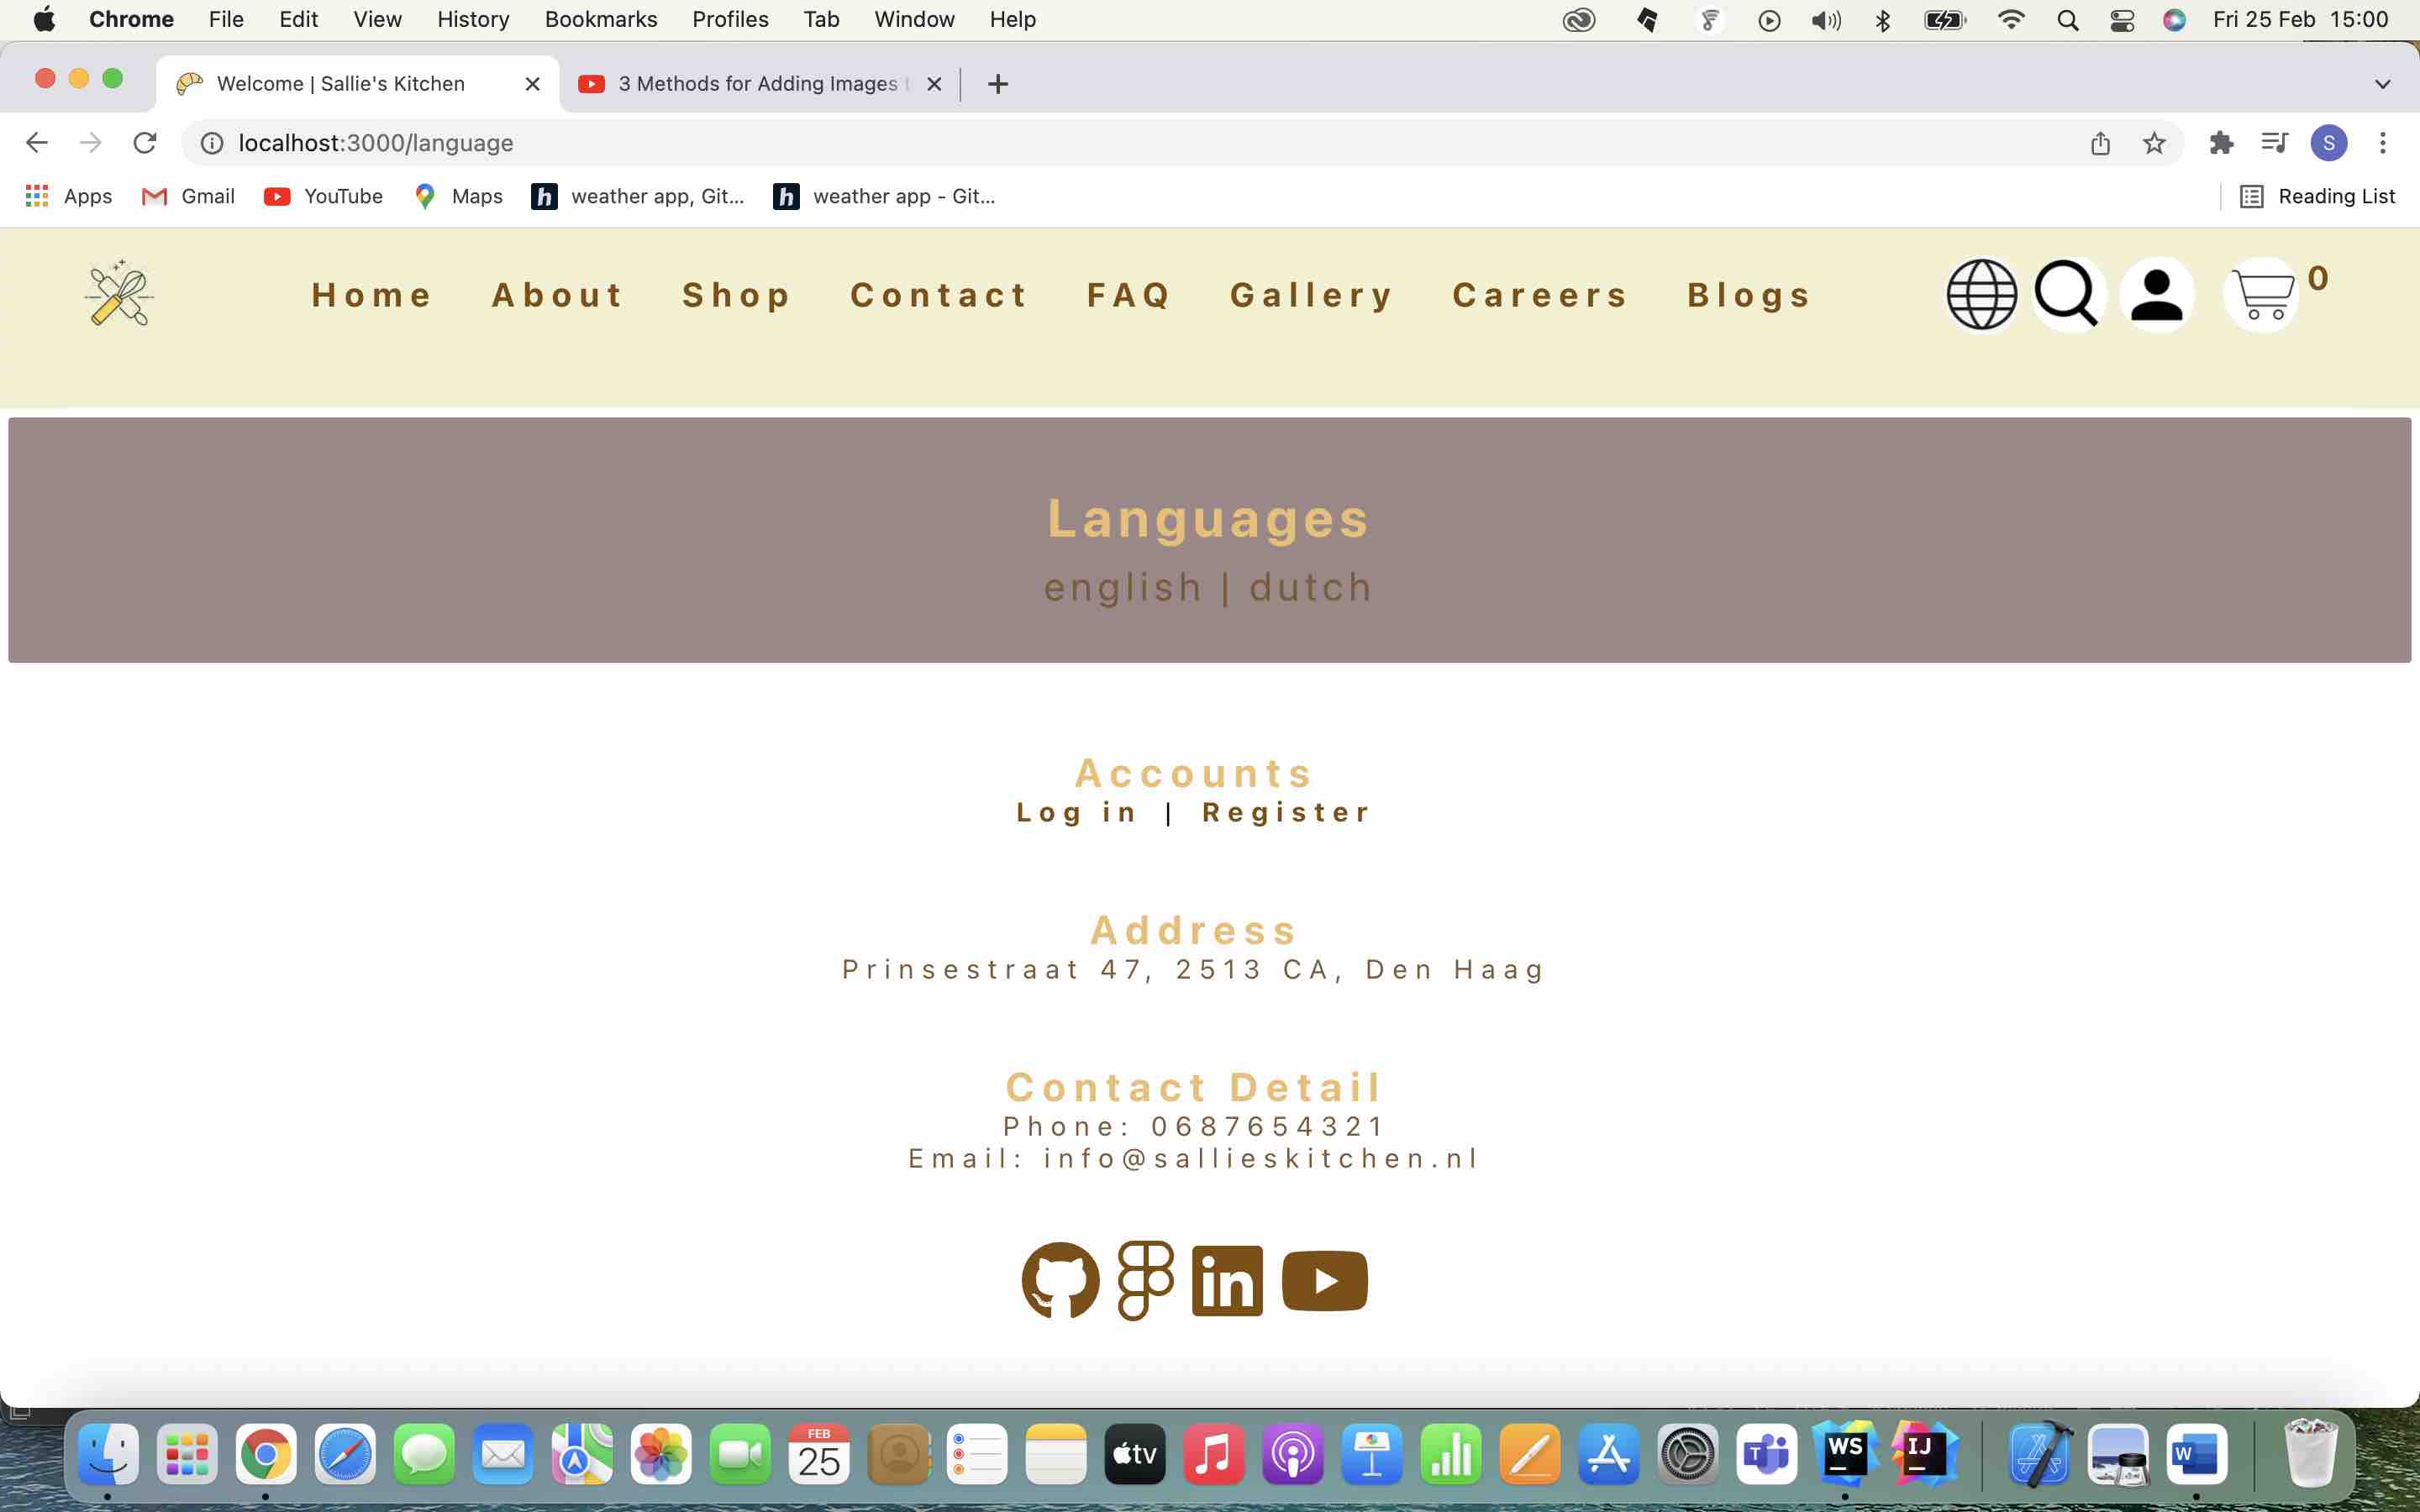 Chrome File Edit View History Bookmarks Profiles Tab Window Help Fri 25 Feb 15:00
Welcome | Sallie's Kitchen 3 Methods for Adding Images
localhost:3000/language S
Apps Gmail YouTube Maps h weather app, Git... h weather app - Git... Reading List
Home About Shop Contact FAQ Gallery Careers Blogs 0
Languages
english | dutch
Accounts
Log in | Register
Address
Prinsestraat 47, 2513 CA, Den Haag
Contact Detail
Phone: 0687654321
Email: info@sallieskitchen.nl
in
FEB
25 tv T WS IJ W